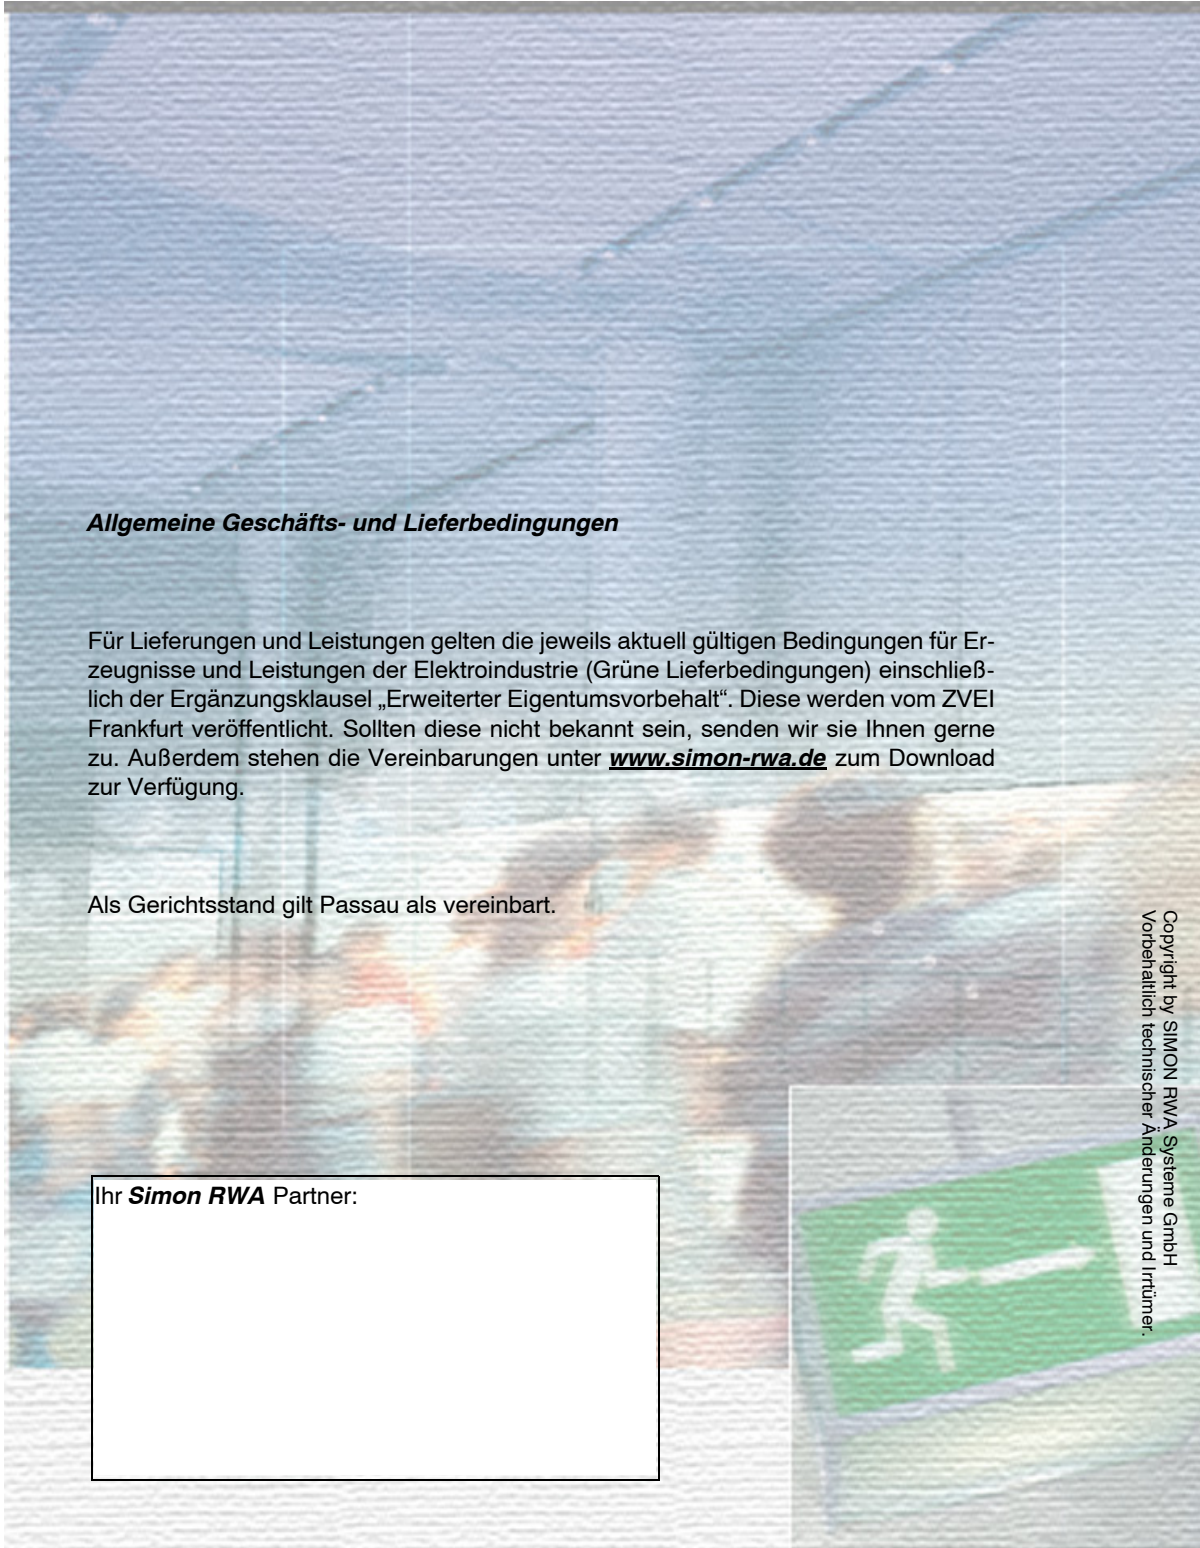 Allgemeine Geschäfts- und Lieferbedingungen
Für Lieferungen und Leistungen gelten die jeweils aktuell gültigen Bedingungen für Er-
zeugnisse und Leistungen der Elektroindustrie (Grüne Lieferbedingungen) einschließ-
lich der Ergänzungsklausel „Erweiterter Eigentumsvorbehalt“. Diese werden vom ZVEI
Frankfurt veröffentlicht. Sollten diese nicht bekannt sein, senden wir sie Ihnen gerne
zu. Außerdem stehen die Vereinbarungen unter www.simon-rwa.de zum Download
zur Verfügung.
Als Gerichtsstand gilt Passau als vereinbart.
Copyright by SIMON RWA Systeme GmbH
Vorbehaltlich technischer Änderungen und Irrtümer.
Ihr Simon RWA Partner: